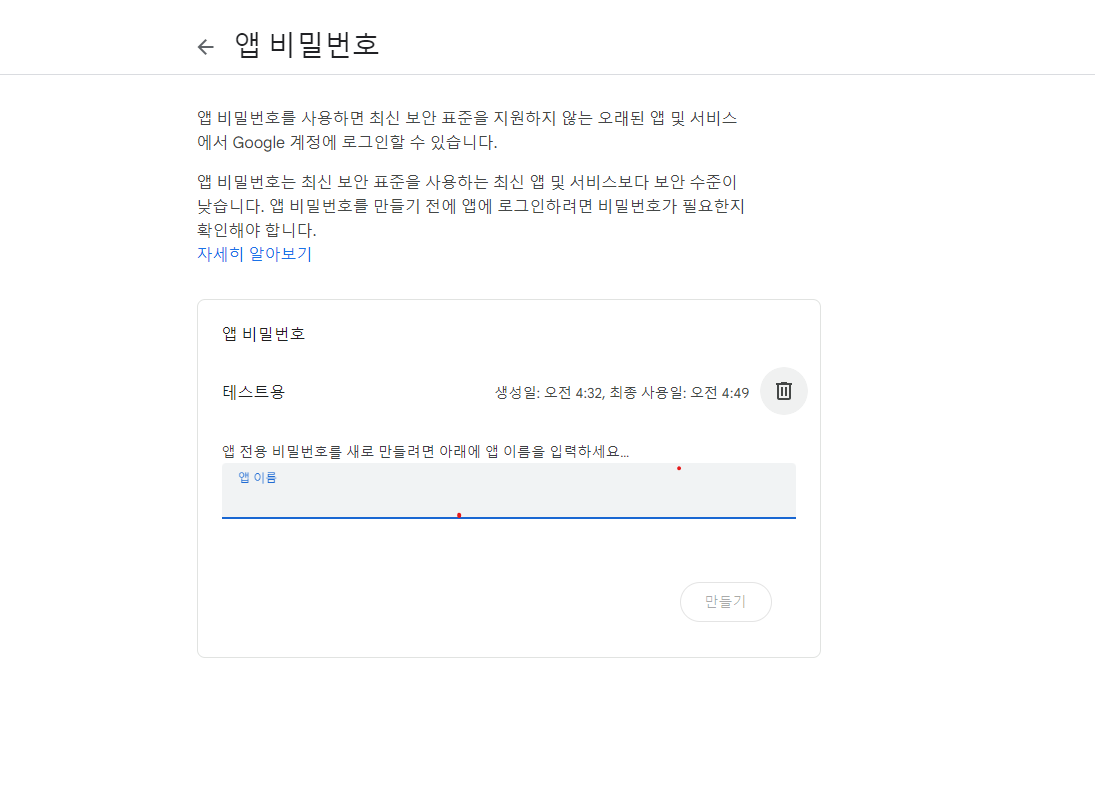 앱 비밀번호
앱 비밀번호를 사용하면 최신 보안 표준을 지원하지 않는 오래된 앱 및 서비스
에서 Google 계정에 로그인할 수 있습니다.
앱 비밀번호는 최신 보안 표준을 사용하는 최신 앱 및 서비스보다 보안 수준이
낮습니다. 앱 비밀번호를 만들기 전에 앱에 로그인하려면 비밀번호가 필요한지
확인해야 합니다.
자세히 알아보기
앱 비밀번호
테스트용 생성일: 오전 4:32, 최종 사용일: 오전 4:49
앱 전용 비밀번호를 새로 만들려면 아래에 앱 이름을 입력하세요...
앱 이름
만들기